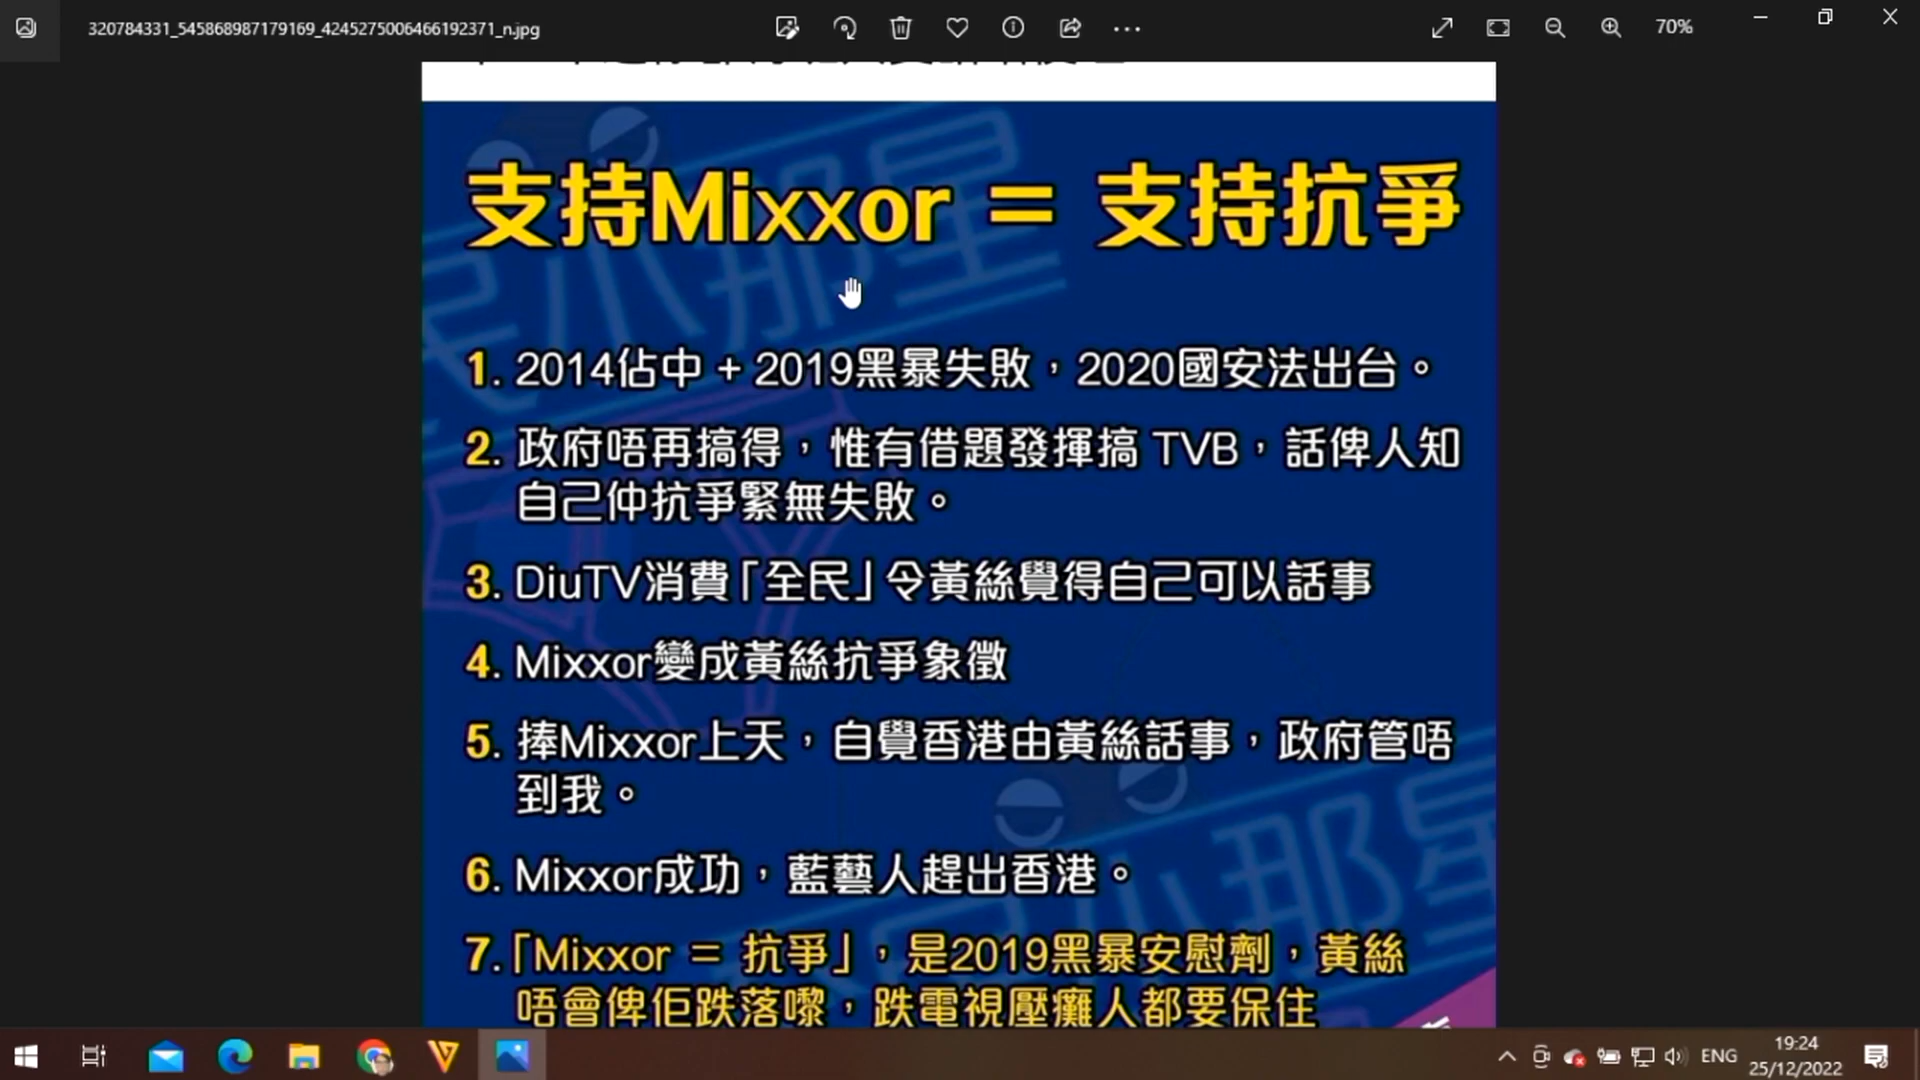 320784331_545868987179169_4245275006466192371_n.jpg
70%
支持Mixxor = 支持抗爭
1. 2014佔中 + 2019黑暴失敗，2020國安法出台。
2. 政府唔再搞得，惟有借題發揮搞 TVB，話俾人知
自己仲抗爭緊無失敗。
3. DiuTV消費「全民」令黃絲覺得自己可以話事
4. Mixxor變成黃絲抗爭象徵
5. 捧Mixxor上天，自覺香港由黃絲話事，政府管唔
到我。
6. Mixxor成功，藍藝人趕出香港。
7.「Mixxor = 抗爭」，是2019黑暴安慰劑，黃絲
唔會俾佢跌落嚟，跌電視壓癱人都要保住
ENG
19:24
25/12/2022